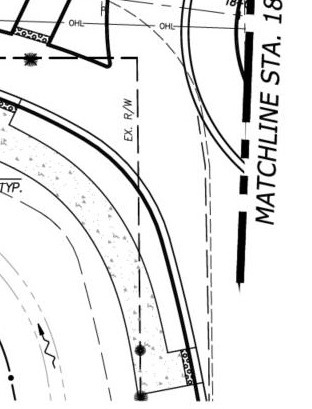 OHL
OHL
EX. R/W
TYP.
MATCHLINE STA. 18